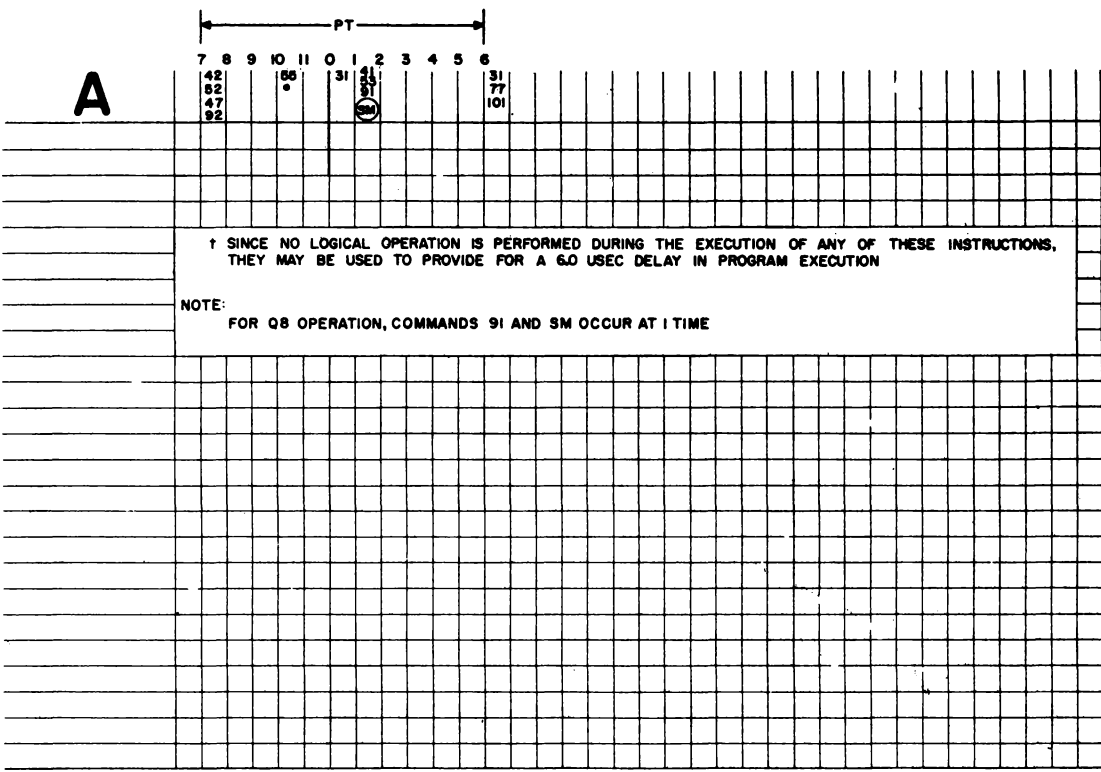 PT
7 8 9 10 11 0 1 2 3 4 5 6
A
42 56 31 41 31
52 * 53 77
47 91 101
92 SM
† SINCE NO LOGICAL OPERATION IS PERFORMED DURING THE EXECUTION OF ANY OF THESE INSTRUCTIONS,
THEY MAY BE USED TO PROVIDE FOR A 6.0 USEC DELAY IN PROGRAM EXECUTION
NOTE:
FOR Q8 OPERATION, COMMANDS 91 AND SM OCCUR AT 1 TIME